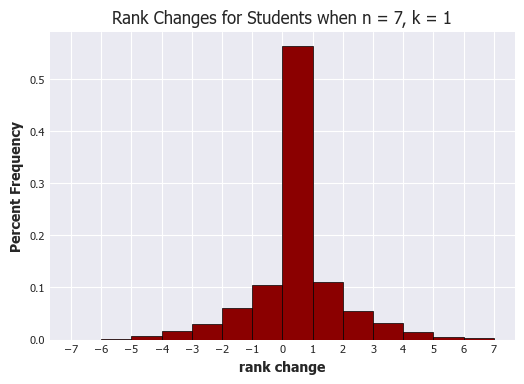 Rank Changes for Students when n = 7, k = 1
Percent Frequency
0.5
0.4
0.3
0.2
0.1
0.0
−7 −6 −5 −4 −3 −2 −1 0 1 2 3 4 5 6 7
rank change